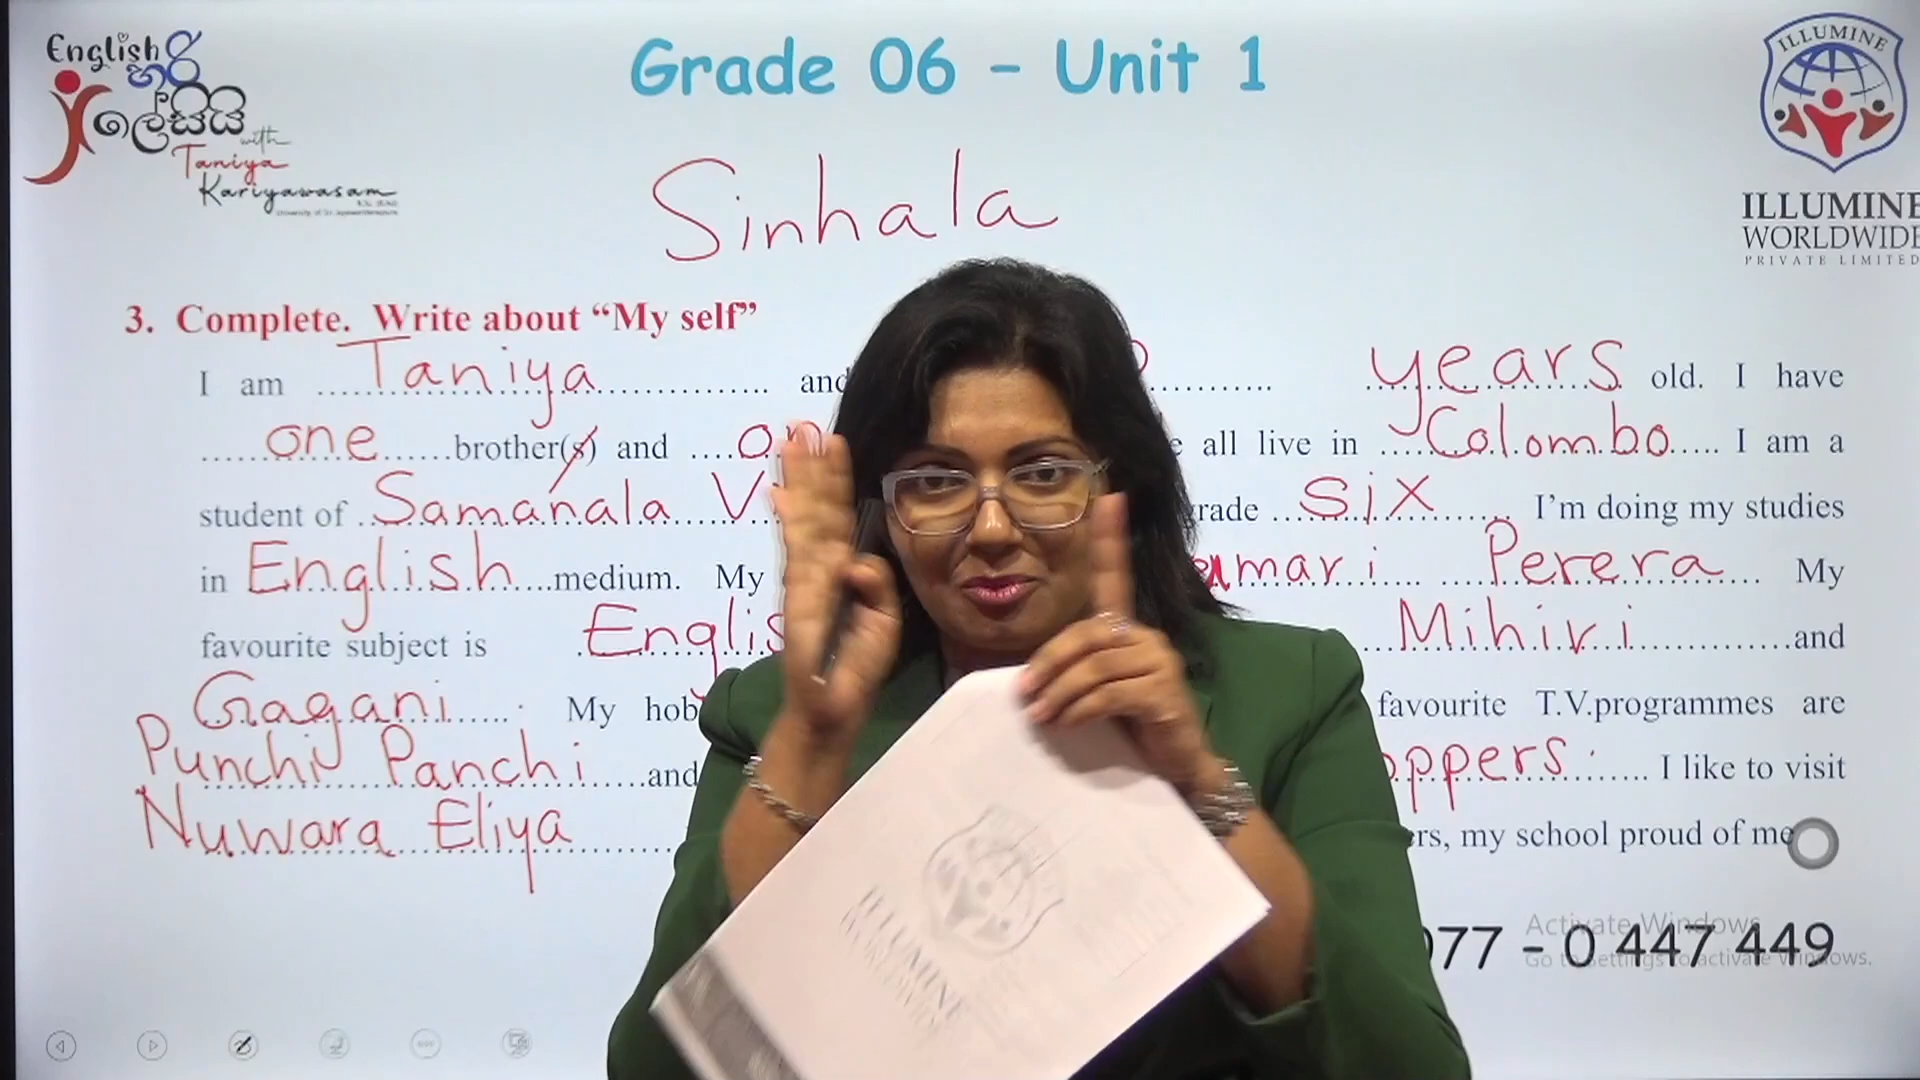 English හරි
ලේසියි
with
Taniya
Kariyawasam
Grade 06 - Unit 1
ILLUMINE
ILLUMINE
WORLDWIDE
PRIVATE LIMITED
Sinhala
3. Complete. Write about “My self”
I am Taniya and years old. I have
one brother(s) and all live in Colombo I am a
student of Samanala grade six I’m doing my studies
in English medium. My Perera My
favourite subject is Mihiri and
Gagani My favourite T.V.programmes are
Punchi Panchi and I like to visit
Nuwara Eliya my school proud of me
077 - 0 447 449
Activate Windows
Go to Settings to activate Windows.
ILLUMINE